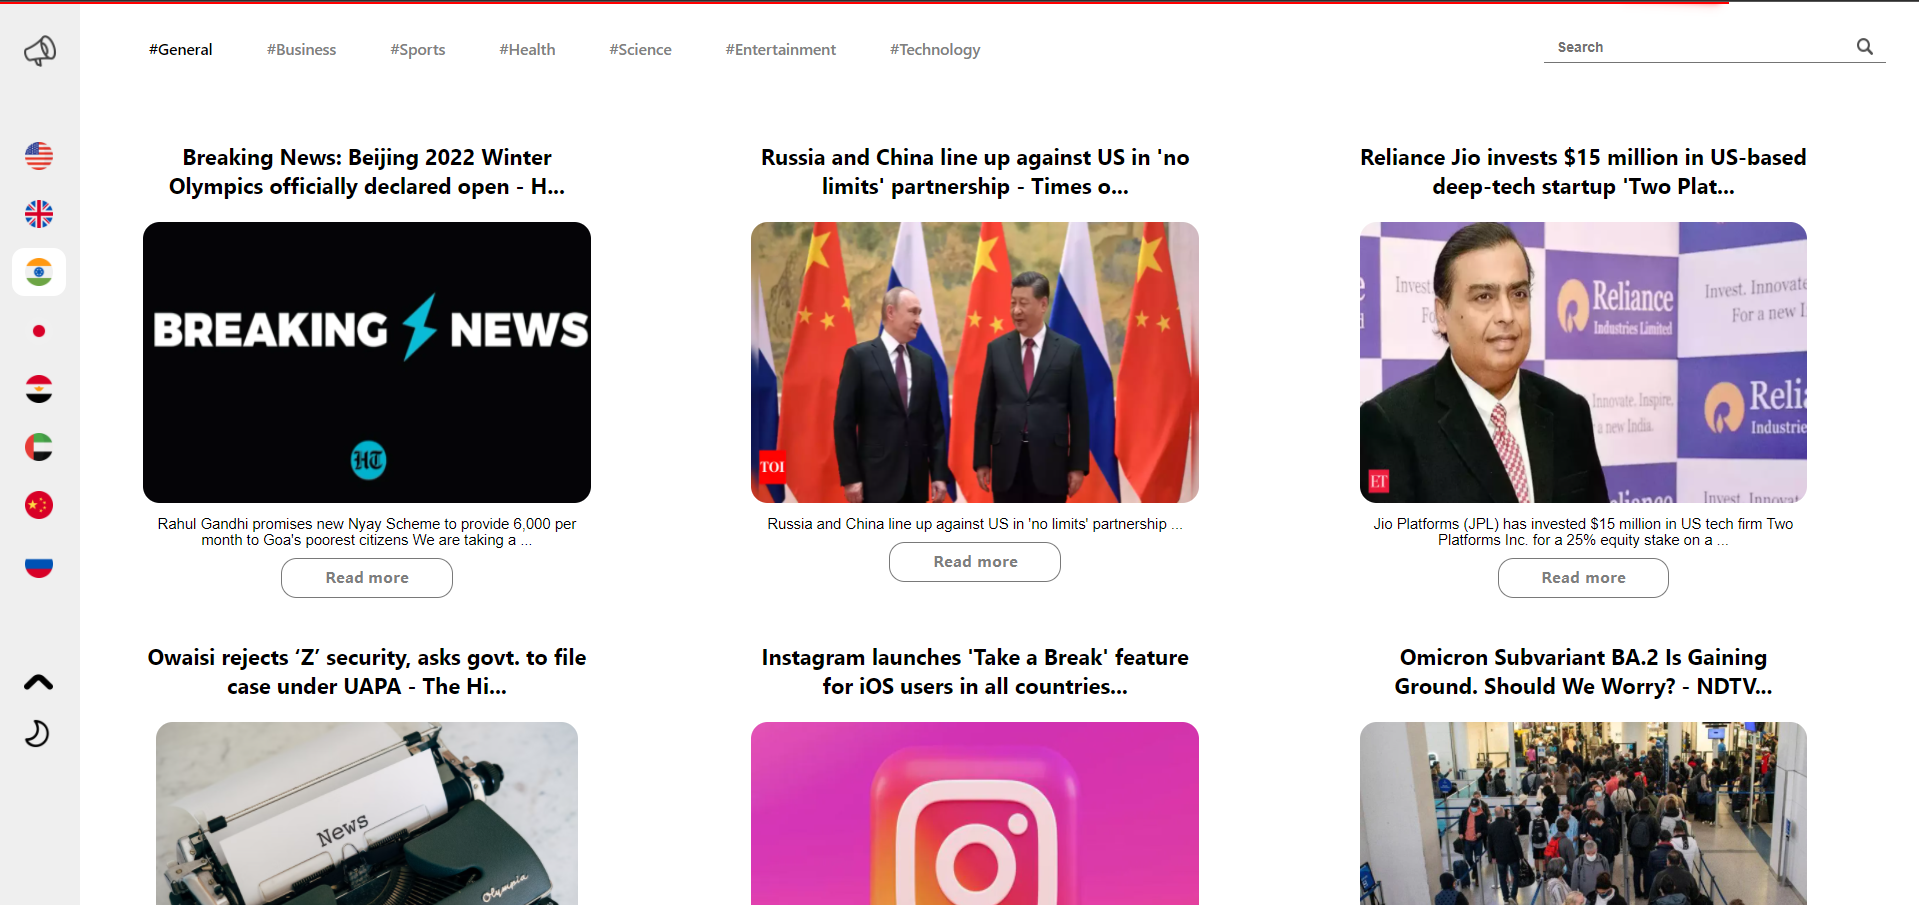 #General #Business #Sports #Health #Science #Entertainment #Technology
Search
Breaking News: Beijing 2022 Winter
Olympics officially declared open - H...
BREAKING NEWS
HT
Rahul Gandhi promises new Nyay Scheme to provide 6,000 per
month to Goa's poorest citizens We are taking a ...
Read more
Russia and China line up against US in 'no
limits' partnership - Times o...
TOI
Russia and China line up against US in 'no limits' partnership ...
Read more
Reliance Jio invests $15 million in US-based
deep-tech startup 'Two Plat...
Invest
Reliance
Industries Limited
Invest. Innovate
For a new I
Innovate. Inspire.
a new India.
Reli
Industrie
ET
eliance
Invest. Innovat
Jio Platforms (JPL) has invested $15 million in US tech firm Two
Platforms Inc. for a 25% equity stake on a ...
Read more
Owaisi rejects ‘Z’ security, asks govt. to file
case under UAPA - The Hi...
News
Olympia
Instagram launches 'Take a Break' feature
for iOS users in all countries...
Omicron Subvariant BA.2 Is Gaining
Ground. Should We Worry? - NDTV...